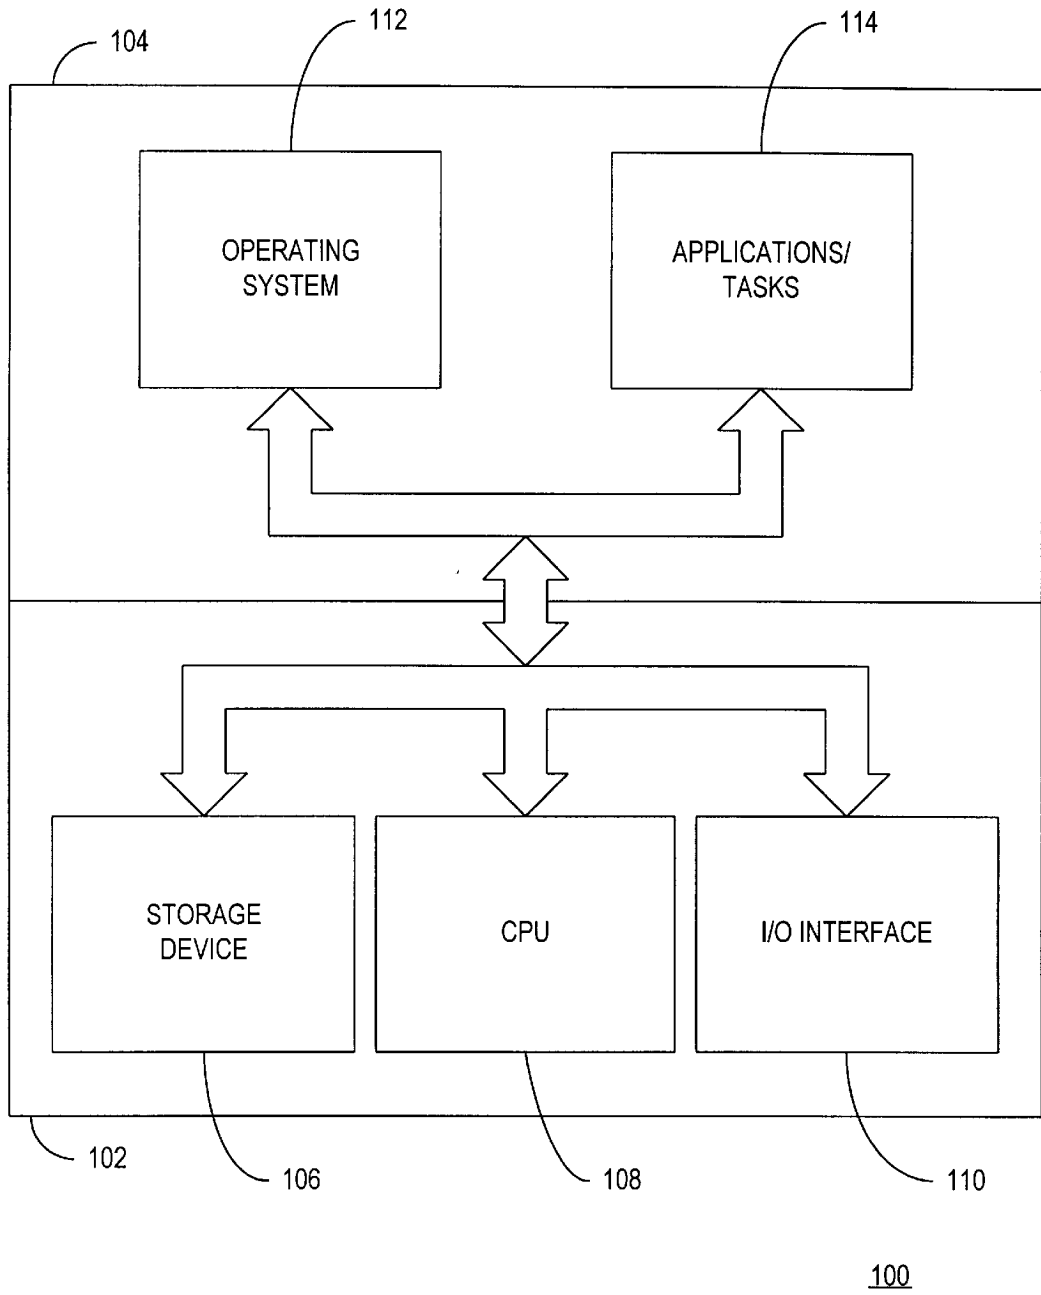 112
114
104
OPERATING
SYSTEM
APPLICATIONS/
TASKS
STORAGE
DEVICE
CPU
I/O INTERFACE
102
106
108
110
100